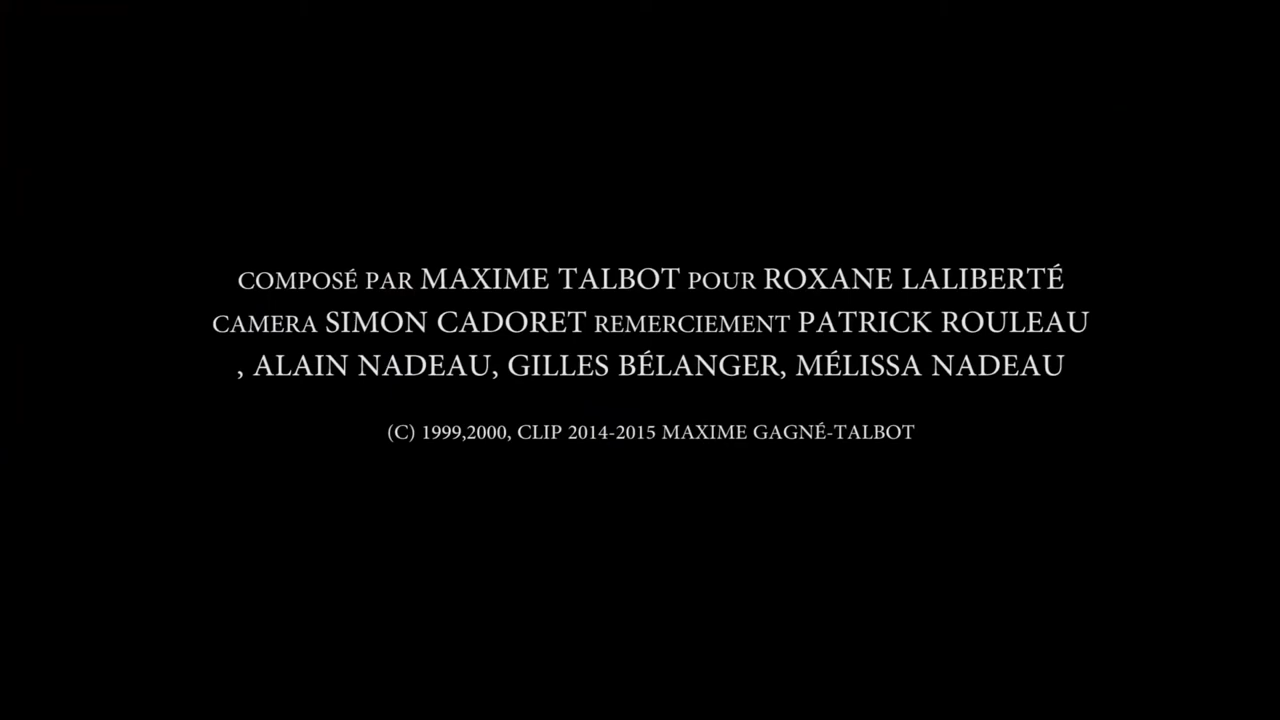 COMPOSÉ PAR MAXIME TALBOT POUR ROXANE LALIBERTÉ
CAMERA SIMON CADORET REMERCIEMENT PATRICK ROULEAU
, ALAIN NADEAU, GILLES BÉLANGER, MÉLISSA NADEAU
(C) 1999,2000, CLIP 2014-2015 MAXIME GAGNÉ-TALBOT